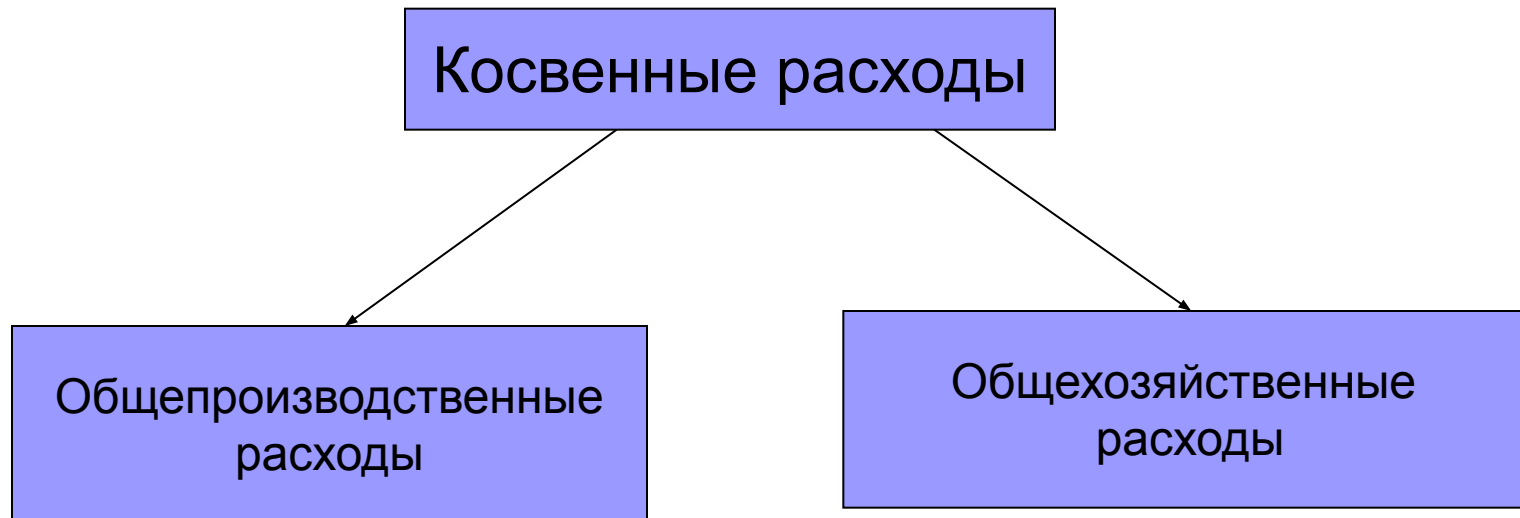 Косвенные расходы
Общепроизводственные
расходы
Общехозяйственные
расходы